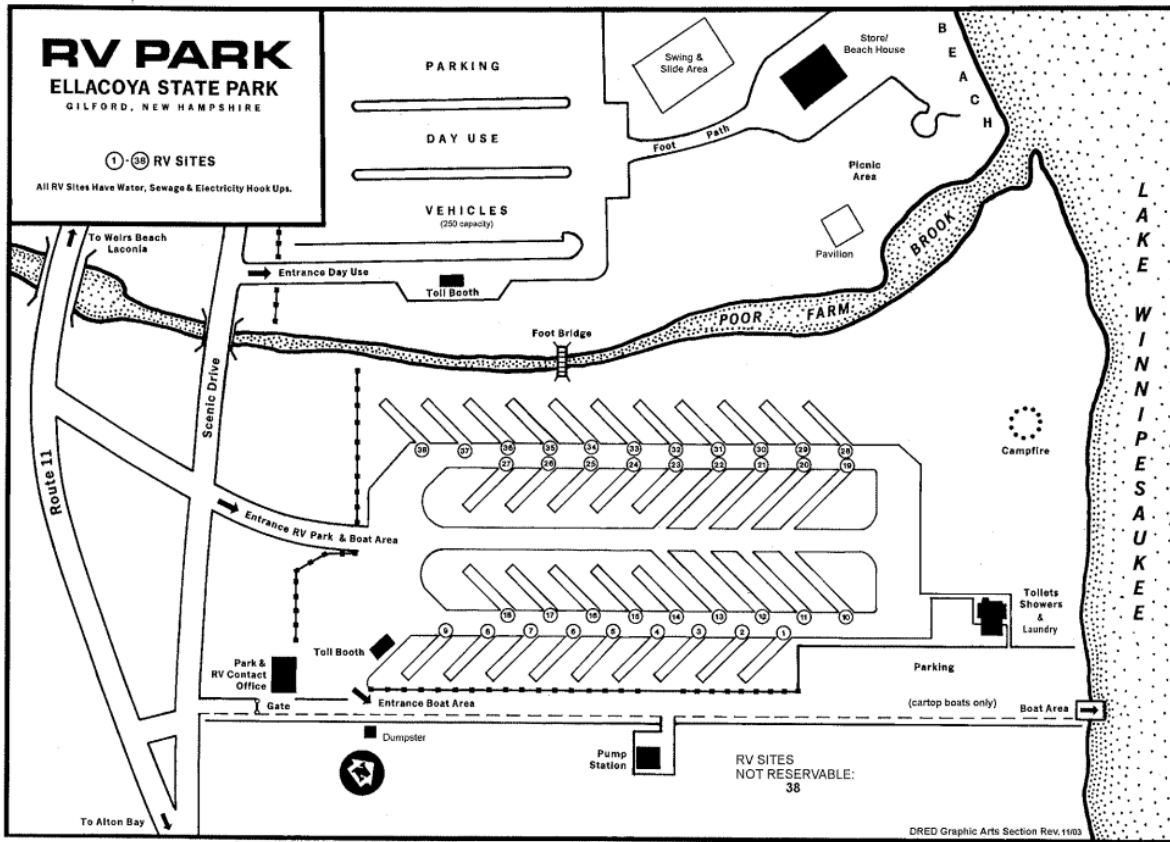 RV PARK
ELLACOYA STATE PARK
GILFORD, NEW HAMPSHIRE
1 - 38 RV SITES
All RV Sites Have Water, Sewage & Electricity Hook Ups.
PARKING
DAY USE
VEHICLES
(250 capacity)
Swing &
Slide Area
Store/
Beach House
BEACH
Foot Path
Picnic
Area
Pavilion
To Weirs Beach
Laconia
Entrance Day Use
Toll Booth
POOR FARM BROOK
Foot Bridge
LAKE WINNIPESAUKEE
Scenic Drive
Route 11
Campfire
38 37 36 35 34 33 32 31 30 29 28
27 26 25 24 23 22 21 20 19
Entrance RV Park & Boat Area
18 17 16 15 14 13 12 11 10
9 8 7 6 5 4 3 2 1
Toilets
Showers
&
Laundry
Toll Booth
Park &
RV Contact
Office
Parking
Gate
Entrance Boat Area
(cartop boats only)
Boat Area
Dumpster
N
Pump
Station
RV SITES
NOT RESERVABLE:
38
To Alton Bay
DRED Graphic Arts Section Rev. 11/03